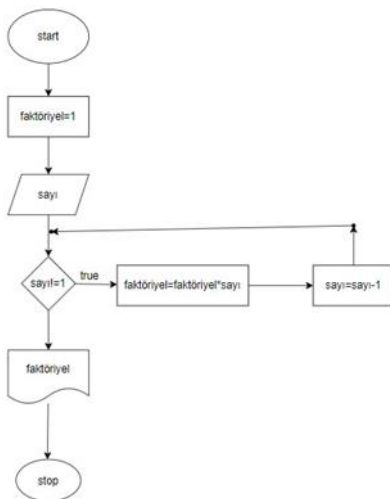 start
faktöriyel=1
sayı
sayı!=1
true
faktöriyel=faktöriyel*sayı
sayı=sayı-1
faktöriyel
stop